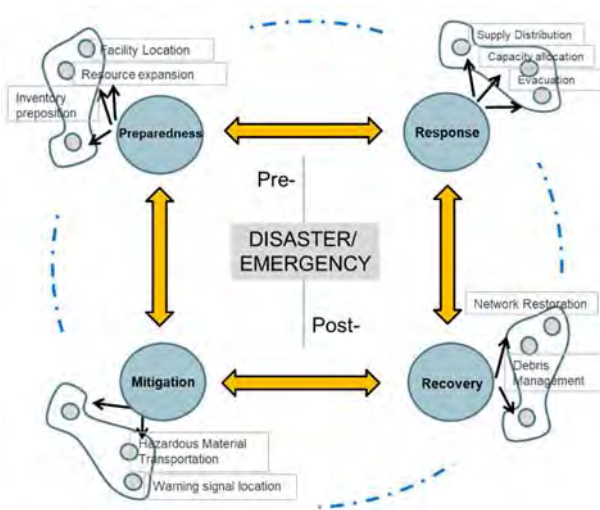 Facility Location
Resource expansion
Inventory
preposition
Preparedness
Supply Distribution
Capacity allocation
Evacuation
Response
Pre-
DISASTER/
EMERGENCY
Post-
Mitigation
Hazardous Material
Transportation
Warning signal location
Recovery
Network Restoration
Debris
Management